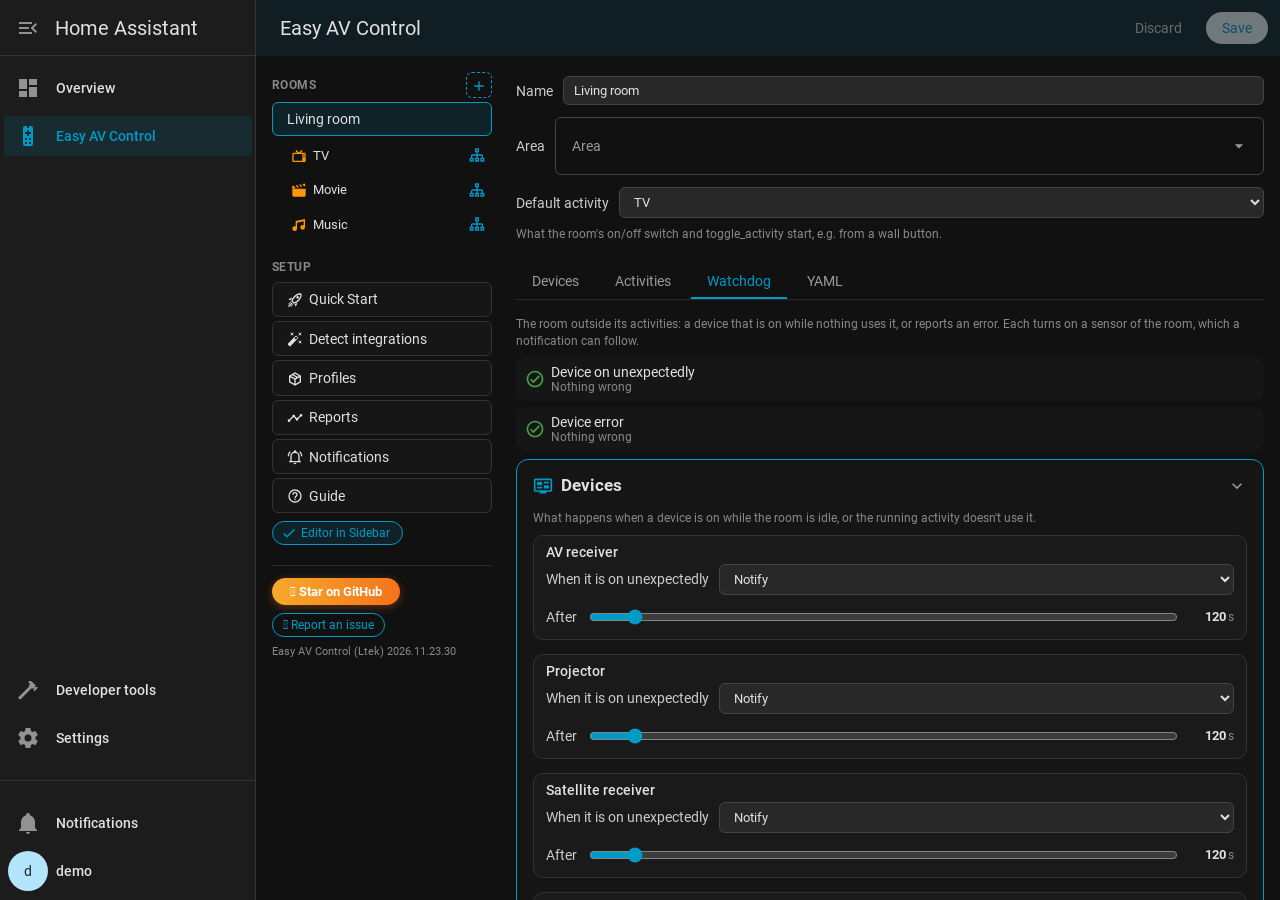 Home Assistant
Easy AV Control
Discard
Save
Overview
Easy AV Control
Developer tools
Settings
Notifications
d
demo
ROOMS
Living room
TV
Movie
Music
SETUP
Quick Start
Detect integrations
Profiles
Reports
Notifications
Guide
Editor in Sidebar
Star on GitHub
Report an issue
Easy AV Control (Ltek) 2026.11.23.30
Name
Living room
Area
Area
Default activity
TV
What the room's on/off switch and toggle_activity start, e.g. from a wall button.
Devices
Activities
Watchdog
YAML
The room outside its activities: a device that is on while nothing uses it, or reports an error. Each turns on a sensor of the room, which a
notification can follow.
Device on unexpectedly
Nothing wrong
Device error
Nothing wrong
Devices
What happens when a device is on while the room is idle, or the running activity doesn't use it.
AV receiver
When it is on unexpectedly
Notify
After
120 s
Projector
When it is on unexpectedly
Notify
After
120 s
Satellite receiver
When it is on unexpectedly
Notify
After
120 s